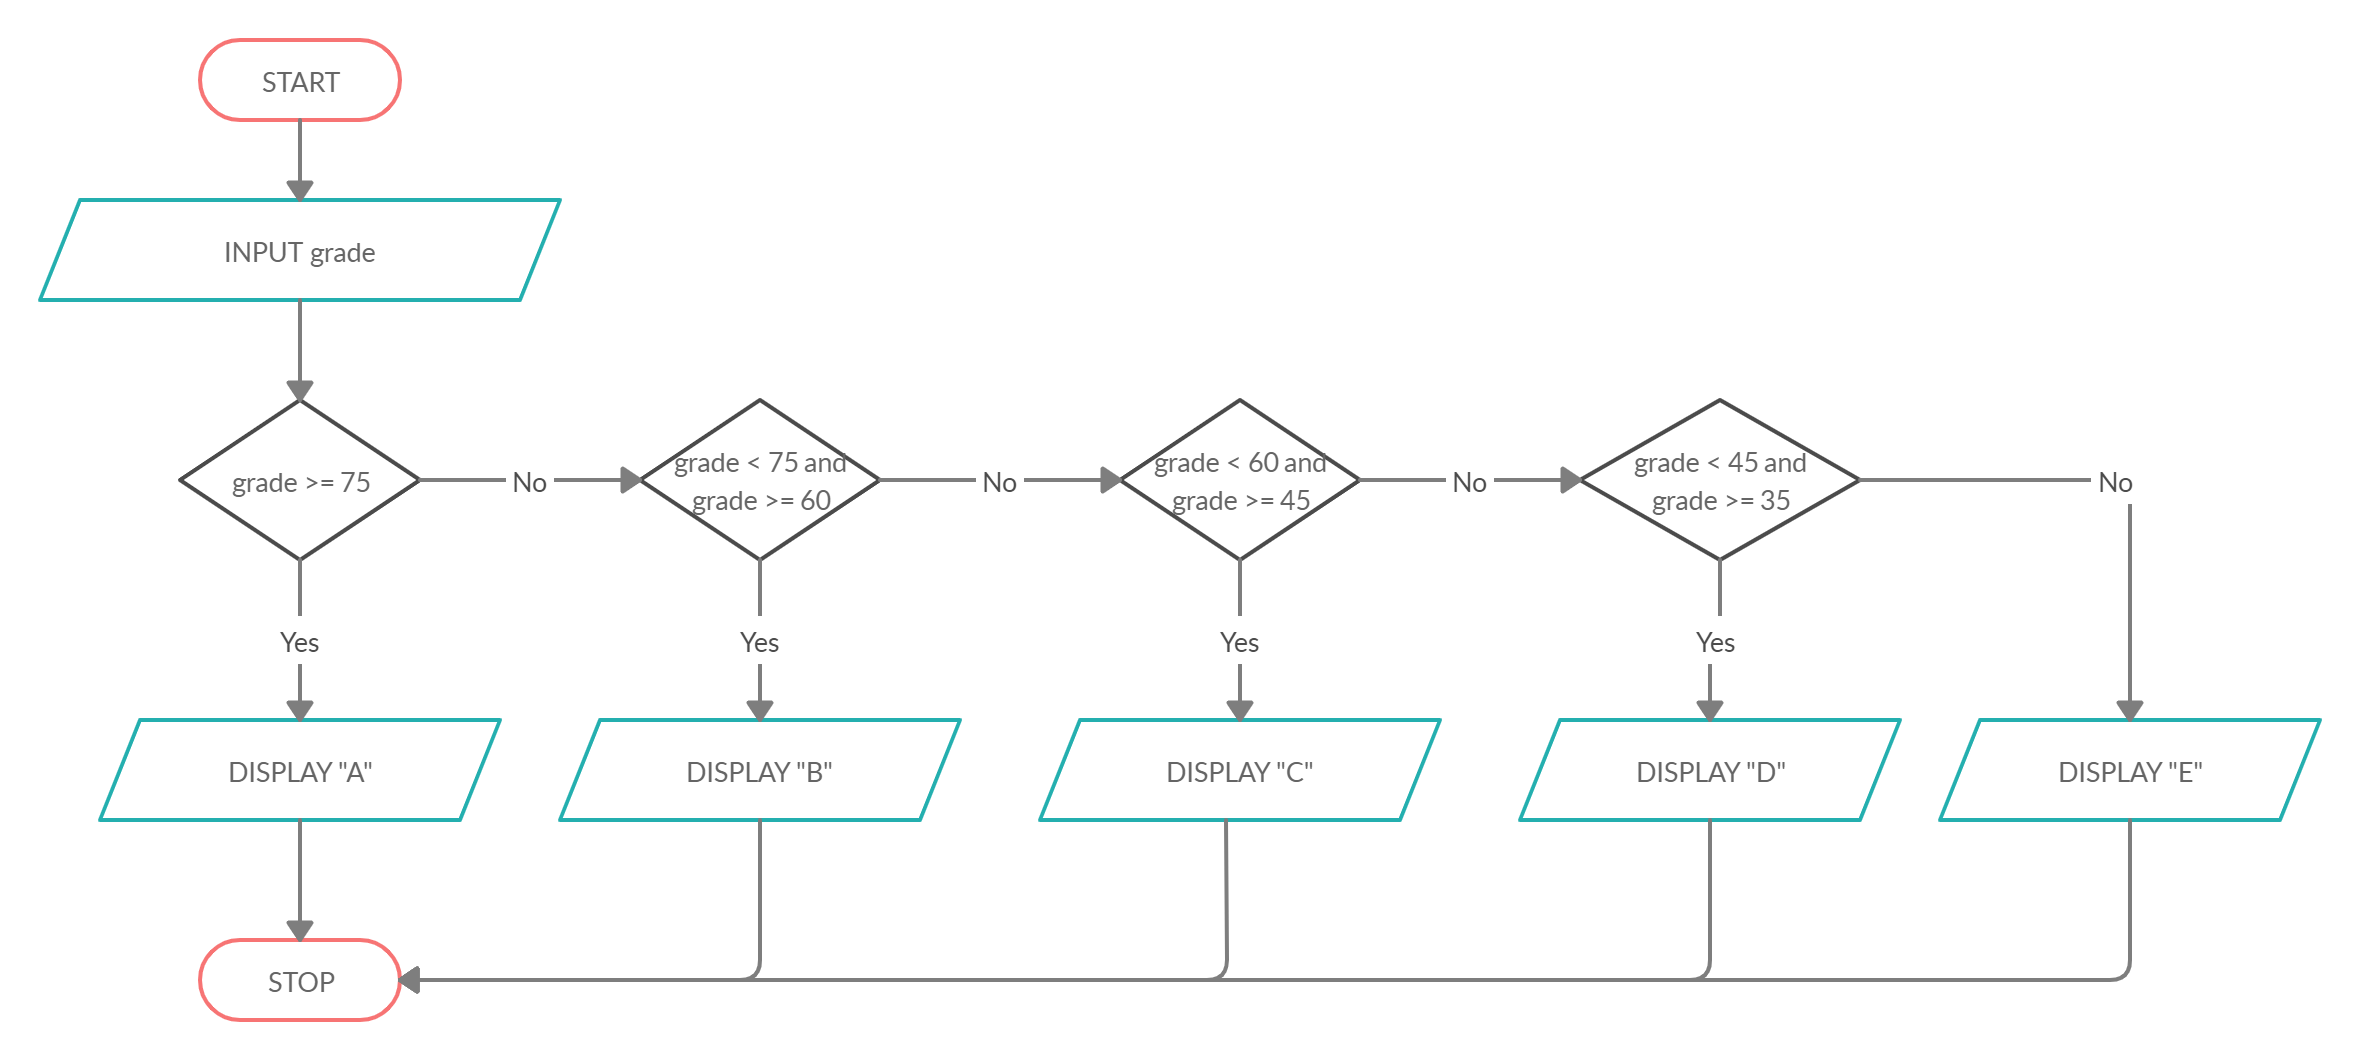 START
INPUT grade
grade >= 75
No
grade < 75 and
grade >= 60
No
grade < 60 and
grade >= 45
No
grade < 45 and
grade >= 35
No
Yes
Yes
Yes
Yes
DISPLAY "A"
DISPLAY "B"
DISPLAY "C"
DISPLAY "D"
DISPLAY "E"
STOP